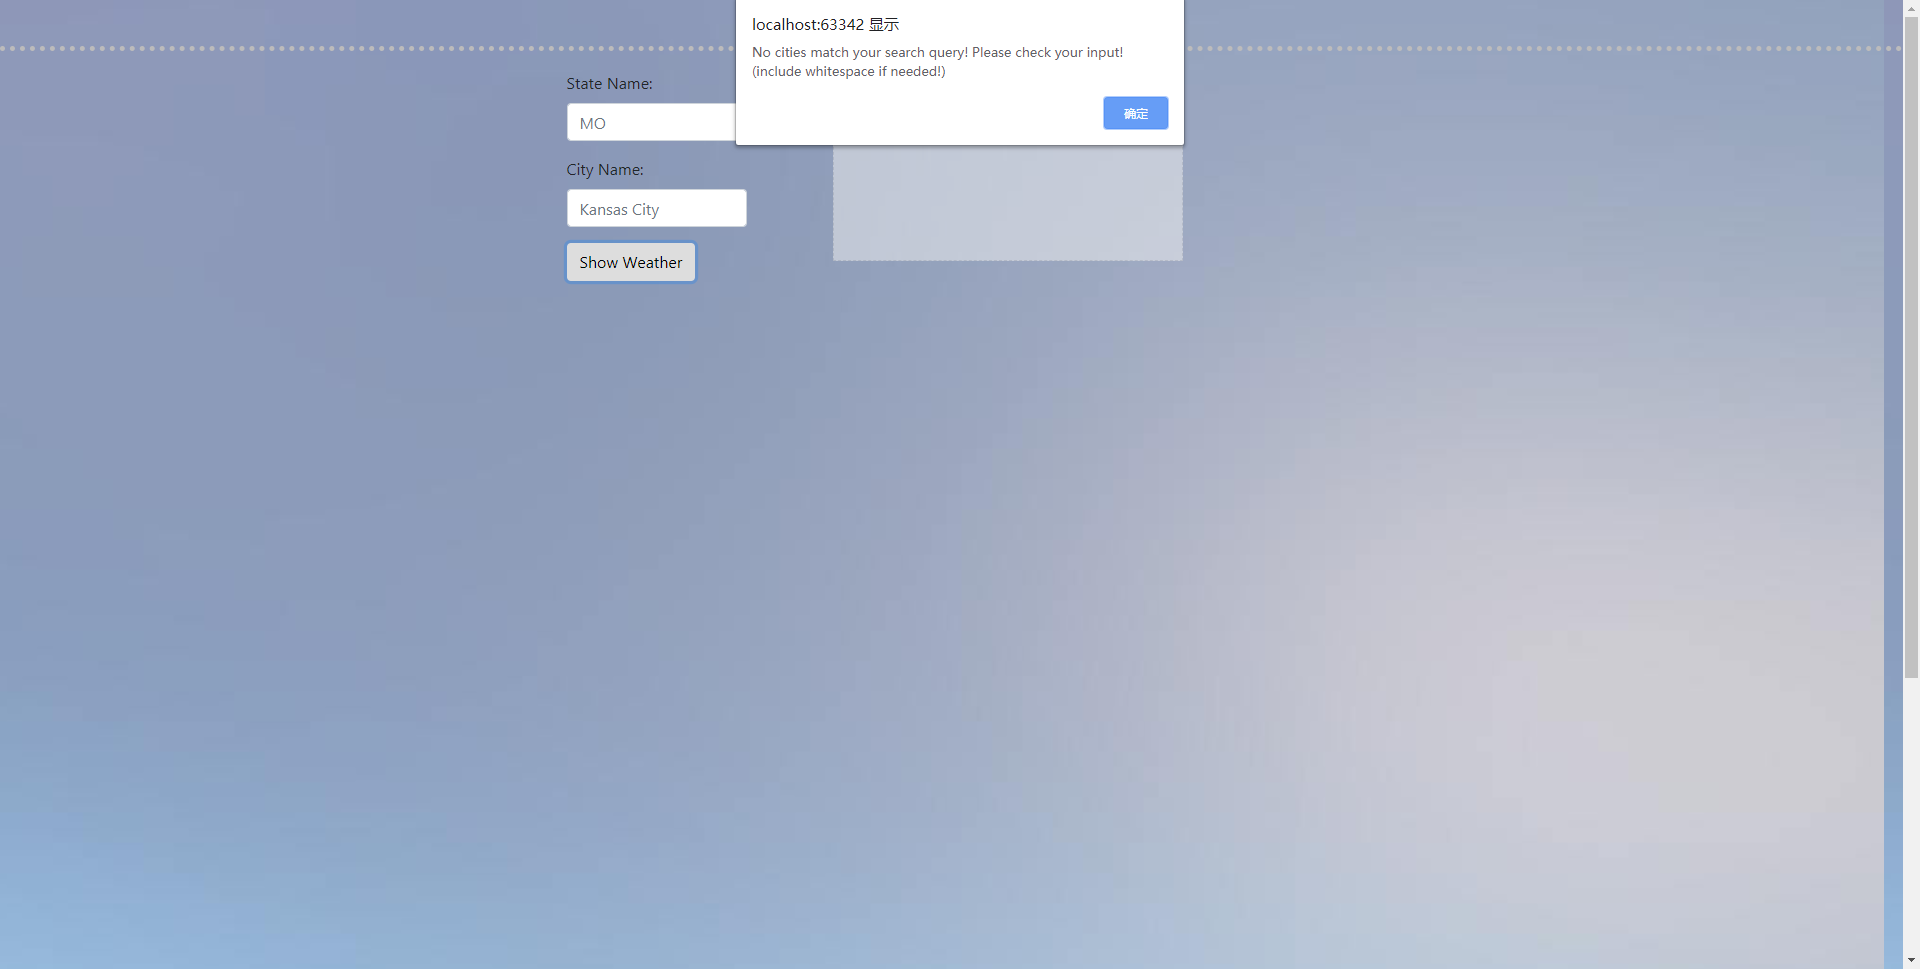 localhost:63342 显示
No cities match your search query! Please check your input!
(include whitespace if needed!)
确定
State Name:
MO
City Name:
Kansas City
Show Weather